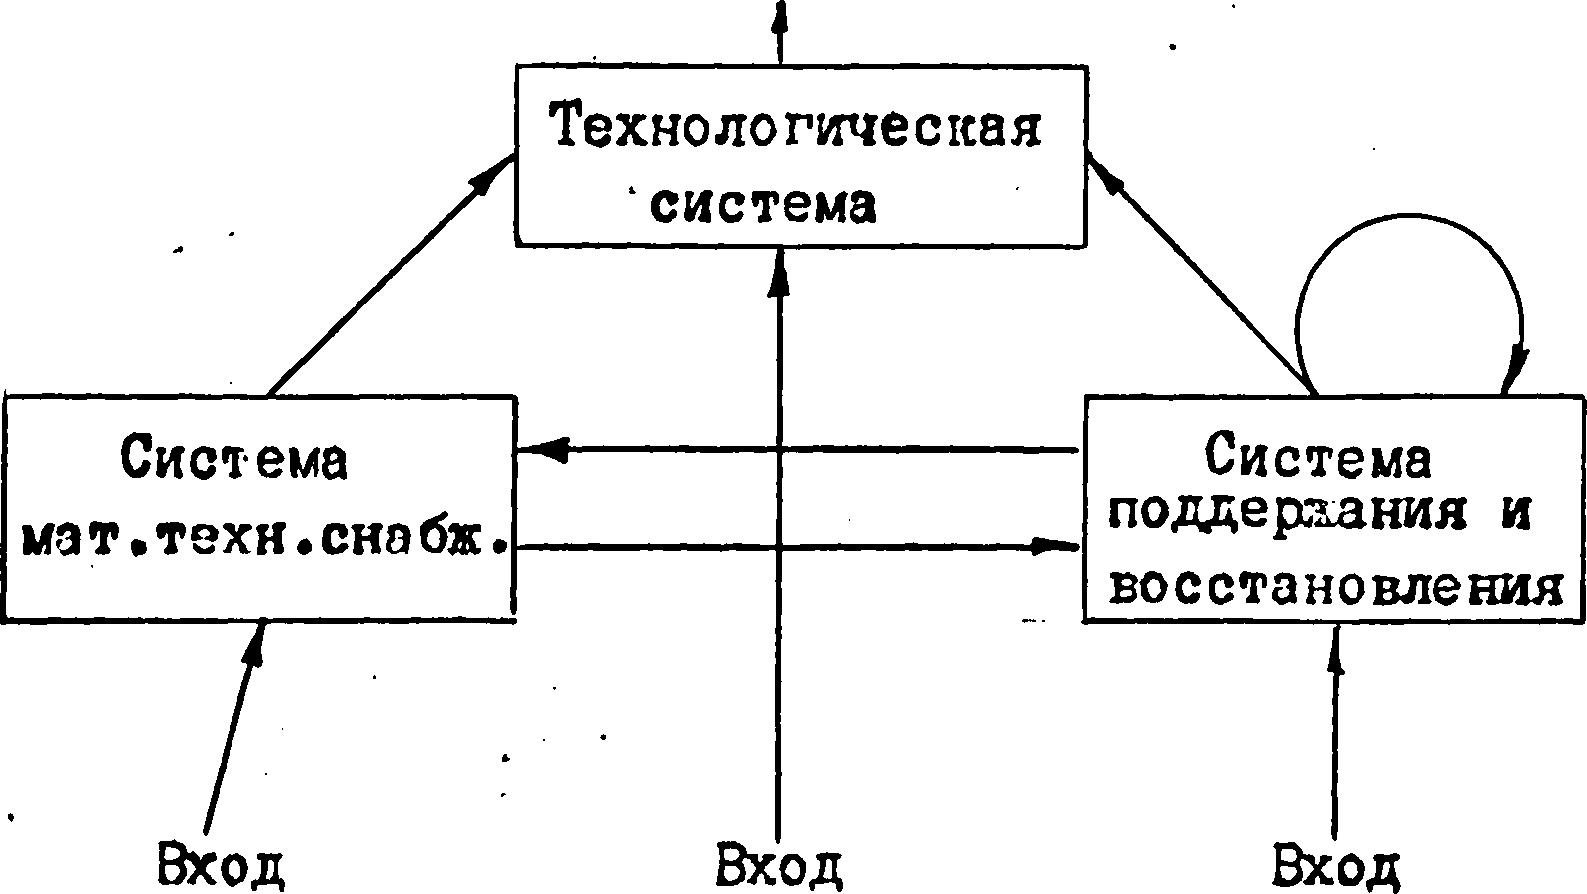 Технологическая
система
Система
мат.техн.снабж.
Система
поддержания и
восстановления
Вход
Вход
Вход